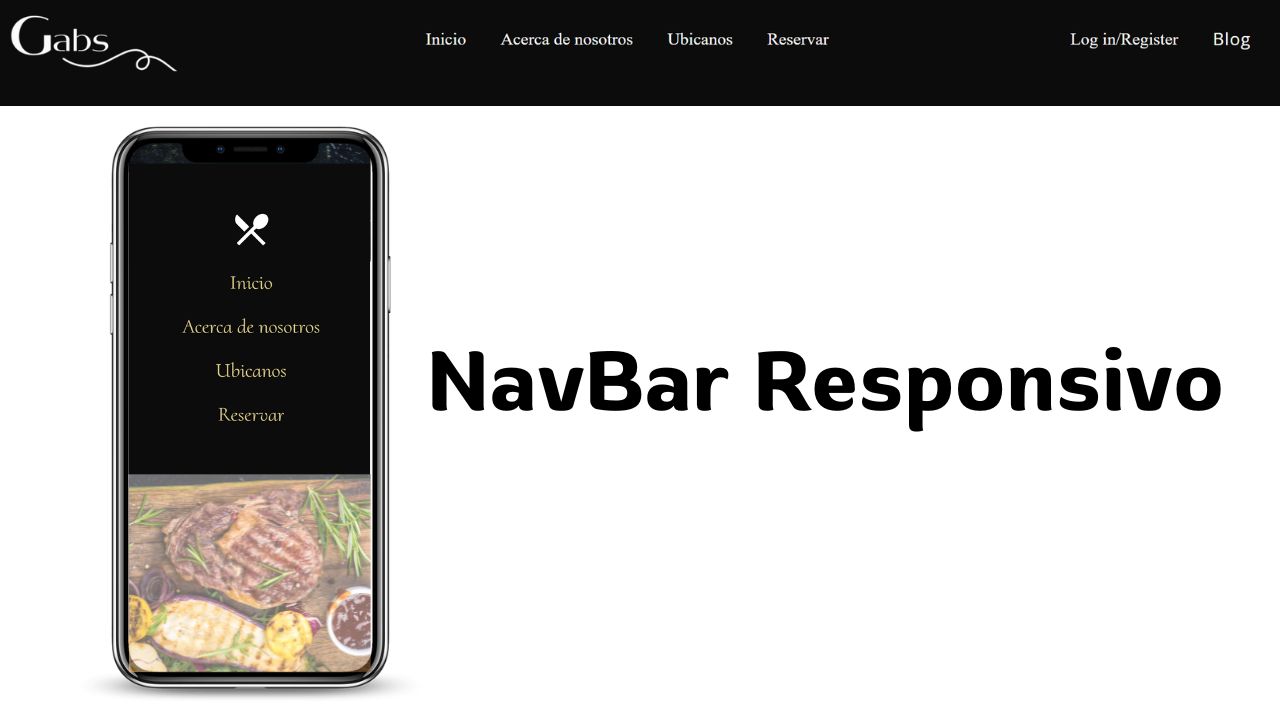 Gabs
Inicio Acerca de nosotros Ubicanos Reservar Log in/Register Blog
Inicio
Acerca de nosotros
Ubicanos
Reservar
NavBar Responsivo